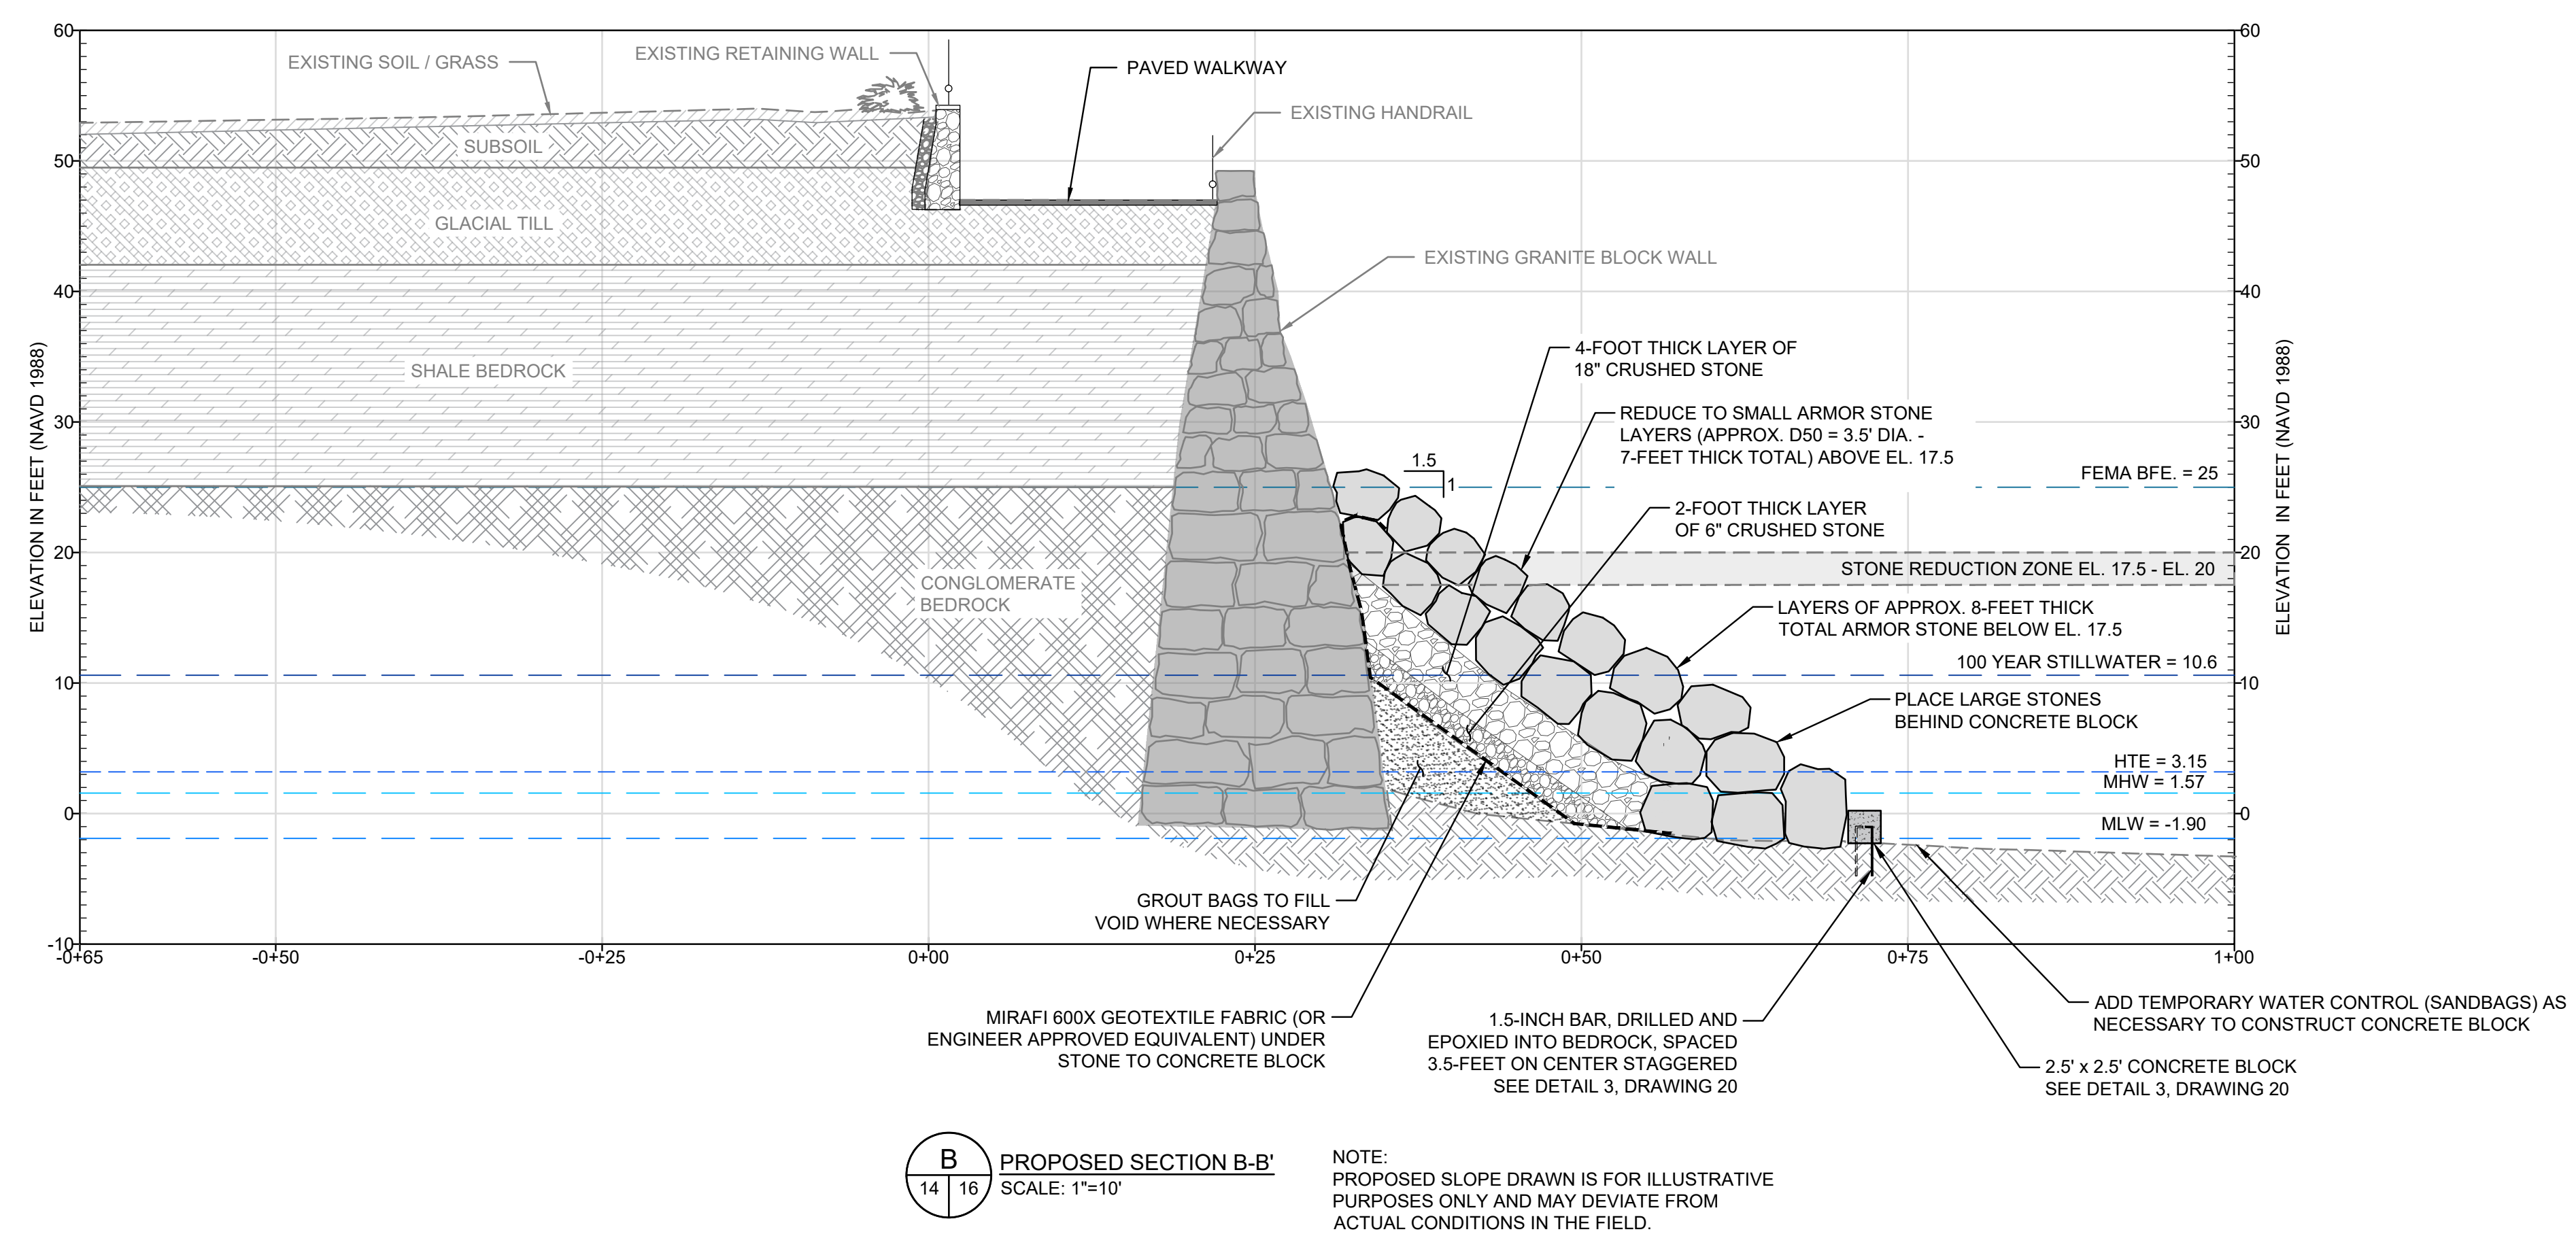 60
60
EXISTING SOIL / GRASS
EXISTING RETAINING WALL
PAVED WALKWAY
EXISTING HANDRAIL
SUBSOIL
50
50
GLACIAL TILL
EXISTING GRANITE BLOCK WALL
40
40
ELEVATION IN FEET (NAVD 1988)
ELEVATION IN FEET (NAVD 1988)
SHALE BEDROCK
4-FOOT THICK LAYER OF
18" CRUSHED STONE
30
30
REDUCE TO SMALL ARMOR STONE
LAYERS (APPROX. D50 = 3.5' DIA. -
7-FEET THICK TOTAL) ABOVE EL. 17.5
1.5
1
FEMA BFE. = 25
2-FOOT THICK LAYER
OF 6" CRUSHED STONE
20
20
STONE REDUCTION ZONE EL. 17.5 - EL. 20
CONGLOMERATE
BEDROCK
LAYERS OF APPROX. 8-FEET THICK
TOTAL ARMOR STONE BELOW EL. 17.5
100 YEAR STILLWATER = 10.6
10
10
PLACE LARGE STONES
BEHIND CONCRETE BLOCK
HTE = 3.15
MHW = 1.57
0
0
MLW = -1.90
GROUT BAGS TO FILL
VOID WHERE NECESSARY
-10
-0+65
-0+50
-0+25
0+00
0+25
0+50
0+75
1+00
MIRAFI 600X GEOTEXTILE FABRIC (OR
ENGINEER APPROVED EQUIVALENT) UNDER
STONE TO CONCRETE BLOCK
1.5-INCH BAR, DRILLED AND
EPOXIED INTO BEDROCK, SPACED
3.5-FEET ON CENTER STAGGERED
SEE DETAIL 3, DRAWING 20
ADD TEMPORARY WATER CONTROL (SANDBAGS) AS
NECESSARY TO CONSTRUCT CONCRETE BLOCK
2.5' x 2.5' CONCRETE BLOCK
SEE DETAIL 3, DRAWING 20
B
14
16
PROPOSED SECTION B-B'
SCALE: 1"=10'
NOTE:
PROPOSED SLOPE DRAWN IS FOR ILLUSTRATIVE
PURPOSES ONLY AND MAY DEVIATE FROM
ACTUAL CONDITIONS IN THE FIELD.